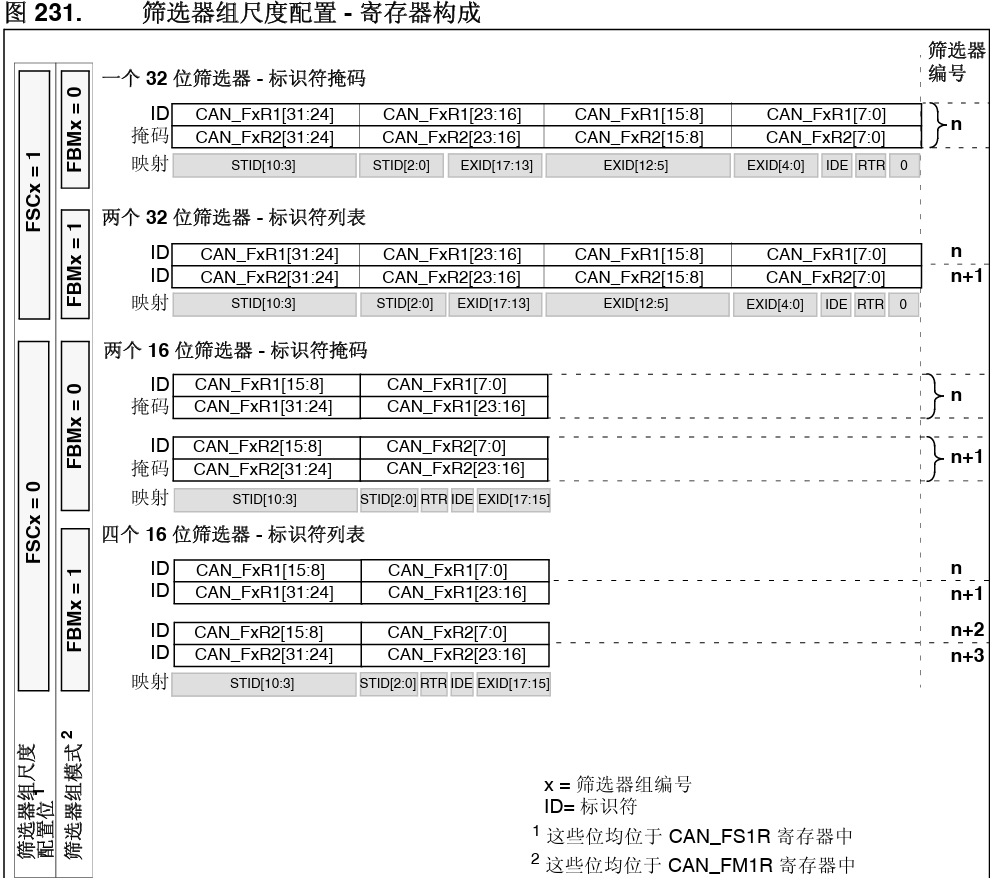 图 231. 筛选器组尺度配置 - 寄存器构成
筛选器
编号
FSCx = 1
FBMx = 0
一个 32 位筛选器 - 标识符掩码
ID CAN_FxR1[31:24] CAN_FxR1[23:16] CAN_FxR1[15:8] CAN_FxR1[7:0]
n
掩码 CAN_FxR2[31:24] CAN_FxR2[23:16] CAN_FxR2[15:8] CAN_FxR2[7:0]
映射 STID[10:3] STID[2:0] EXID[17:13] EXID[12:5] EXID[4:0] IDE RTR 0
FBMx = 1
两个 32 位筛选器 - 标识符列表
ID CAN_FxR1[31:24] CAN_FxR1[23:16] CAN_FxR1[15:8] CAN_FxR1[7:0] n
ID CAN_FxR2[31:24] CAN_FxR2[23:16] CAN_FxR2[15:8] CAN_FxR2[7:0] n+1
映射 STID[10:3] STID[2:0] EXID[17:13] EXID[12:5] EXID[4:0] IDE RTR 0
FSCx = 0
FBMx = 0
两个 16 位筛选器 - 标识符掩码
ID CAN_FxR1[15:8] CAN_FxR1[7:0]
n
掩码 CAN_FxR1[31:24] CAN_FxR1[23:16]
ID CAN_FxR2[15:8] CAN_FxR2[7:0]
n+1
掩码 CAN_FxR2[31:24] CAN_FxR2[23:16]
映射 STID[10:3] STID[2:0] RTR IDE EXID[17:15]
FBMx = 1
四个 16 位筛选器 - 标识符列表
ID CAN_FxR1[15:8] CAN_FxR1[7:0] n
ID CAN_FxR1[31:24] CAN_FxR1[23:16] n+1
ID CAN_FxR2[15:8] CAN_FxR2[7:0] n+2
ID CAN_FxR2[31:24] CAN_FxR2[23:16] n+3
映射 STID[10:3] STID[2:0] RTR IDE EXID[17:15]
筛选器组尺度
配置位1
筛选器组模式2
x = 筛选器组编号
ID= 标识符
1 这些位均位于 CAN_FS1R 寄存器中
2 这些位均位于 CAN_FM1R 寄存器中